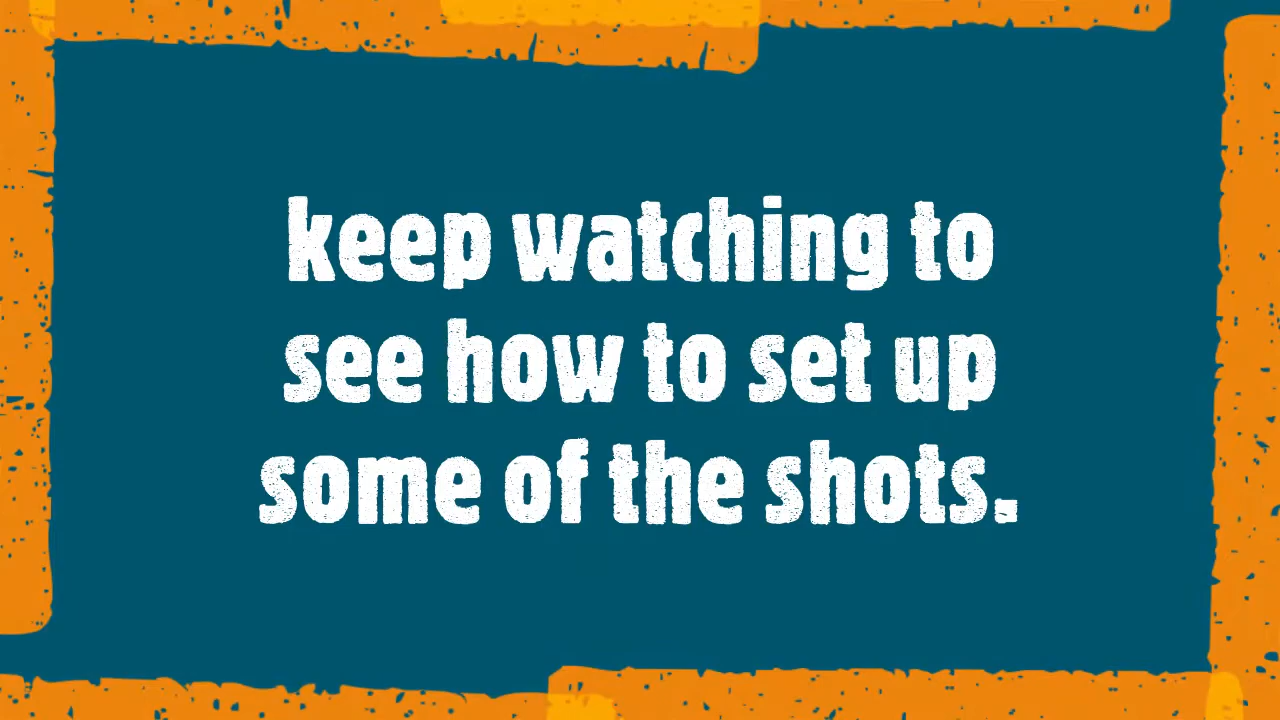 keep watching to
see how to set up
some of the shots.